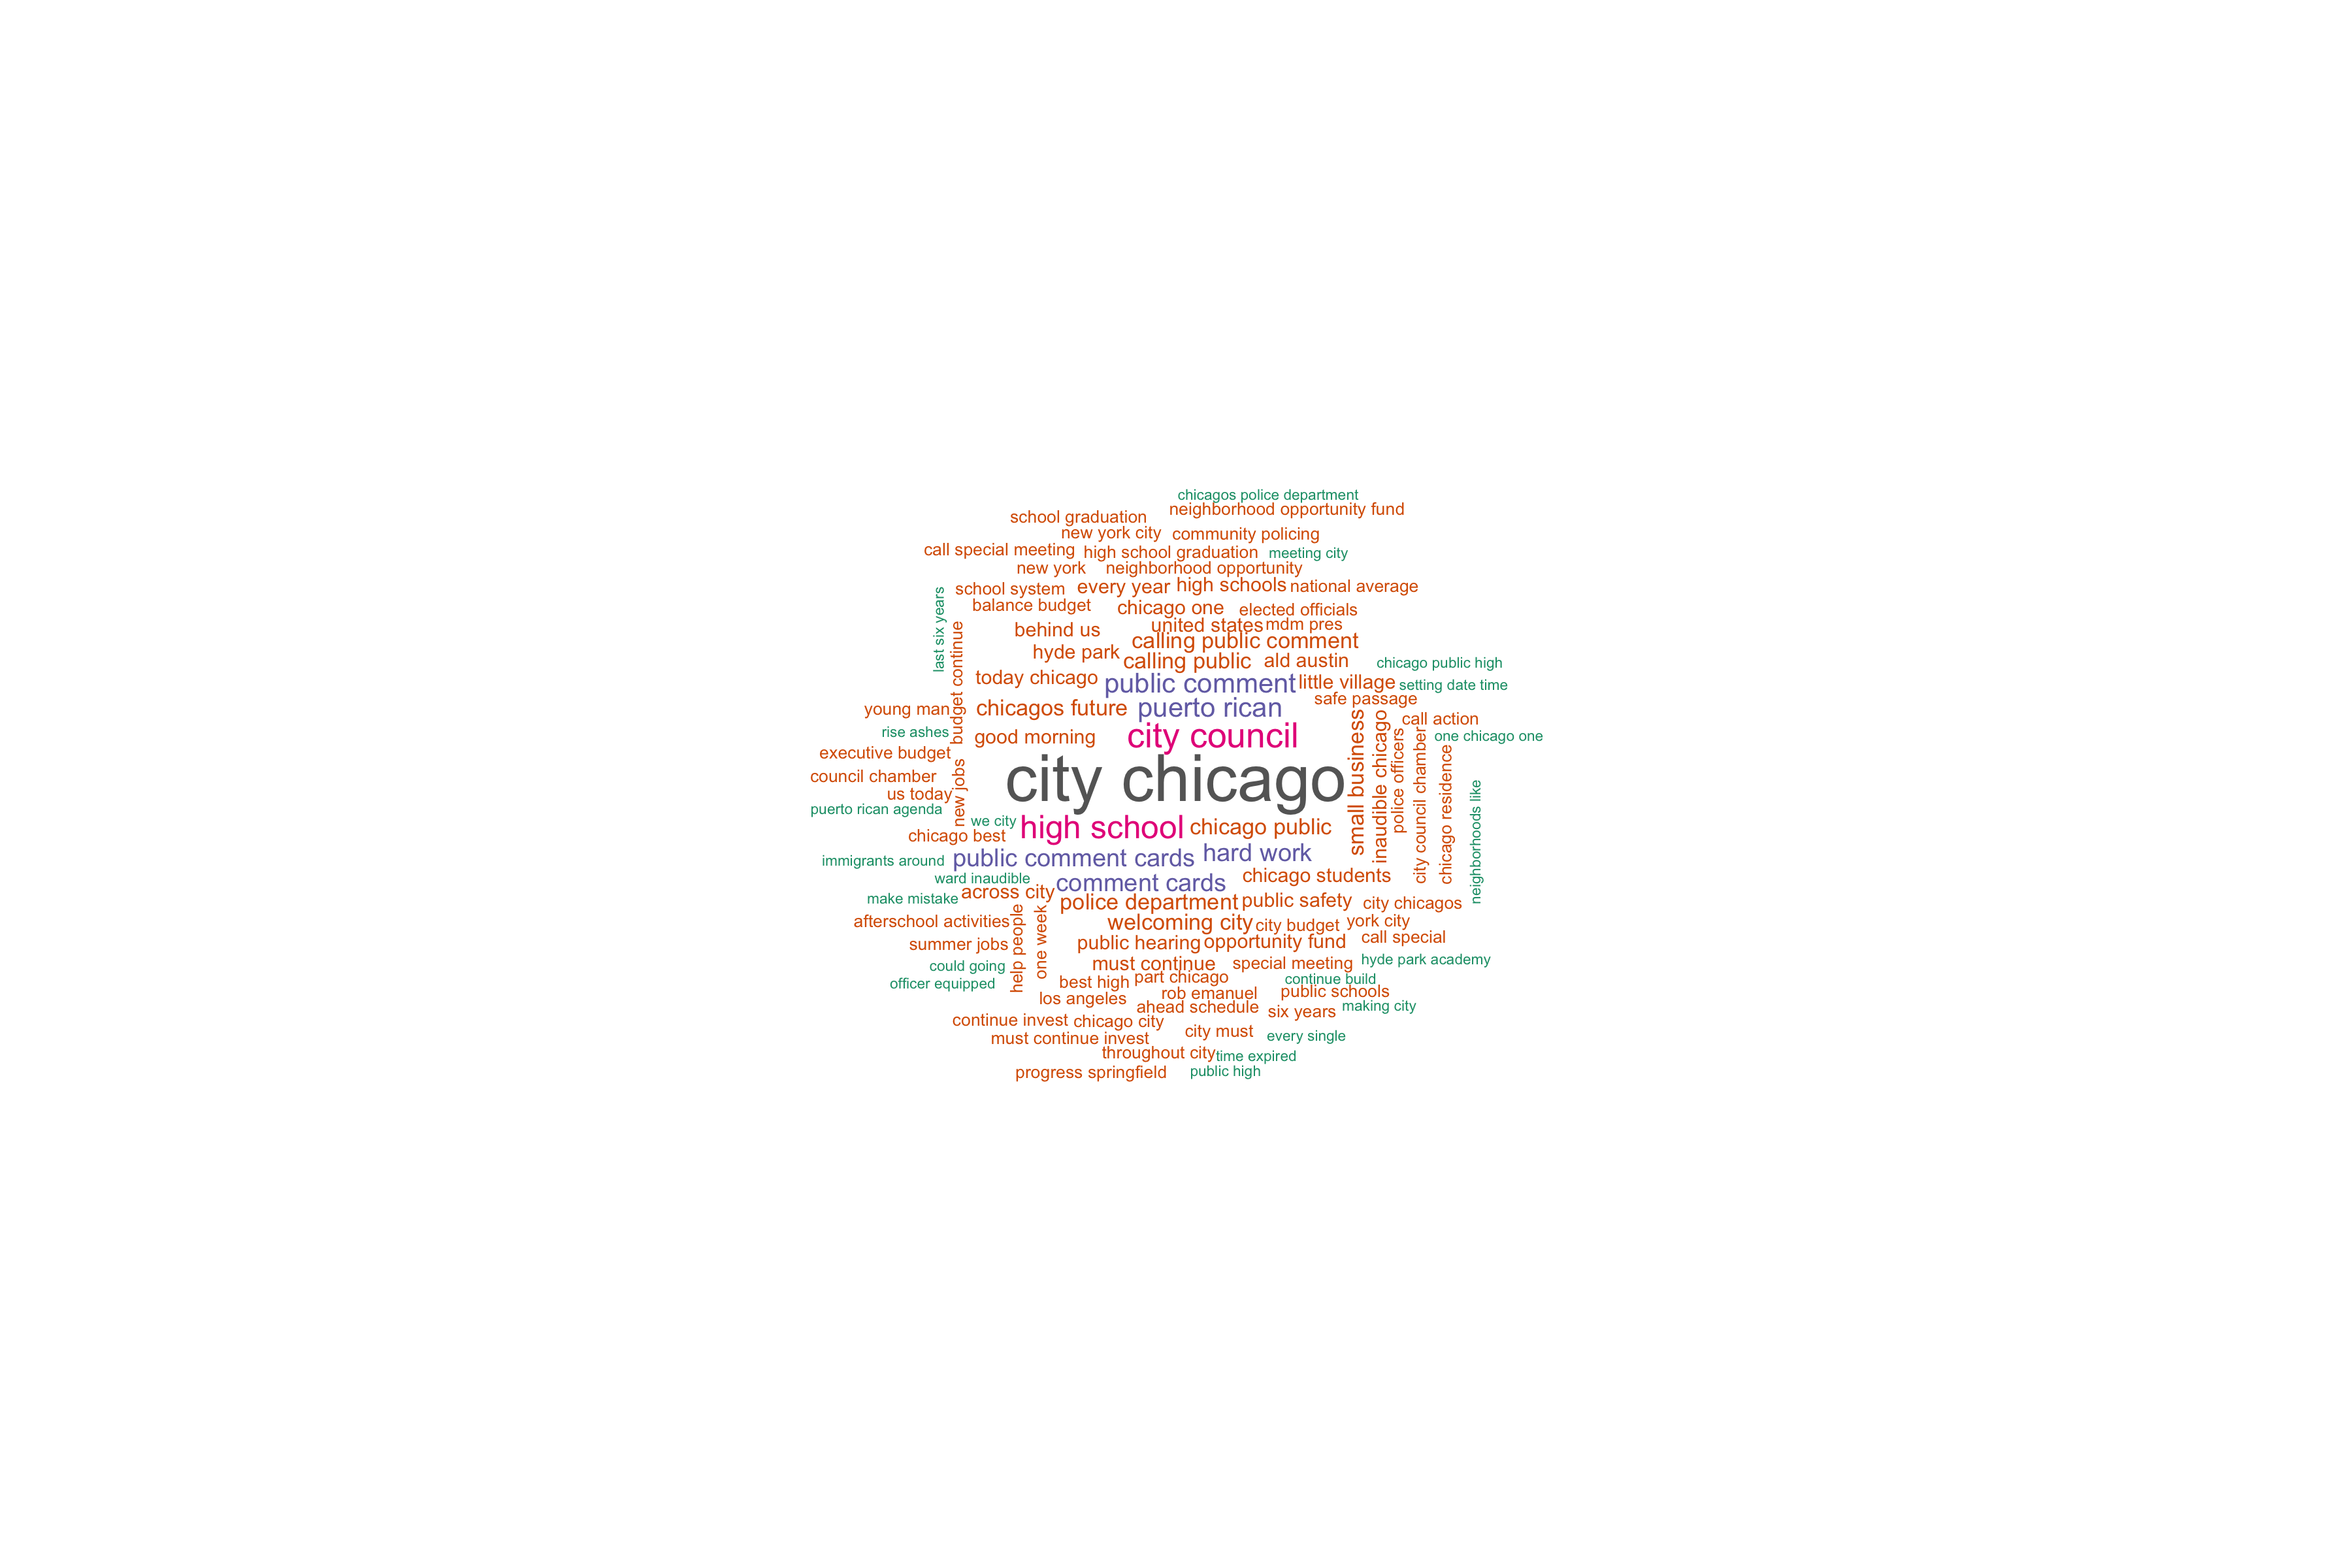 chicagos police department
neighborhood opportunity fund
school graduation
new york city
community policing
call special meeting
high school graduation
meeting city
new york
neighborhood opportunity
school system
every year
high schools
national average
last six years
balance budget
chicago one
elected officials
budget continue
behind us
united states
mdm pres
calling public comment
hyde park
calling public
ald austin
chicago public high
today chicago
public comment
little village
setting date time
safe passage
young man
chicagos future
puerto rican
small business
inaudible chicago
police officers
call action
city council chamber
rise ashes
good morning
city council
one chicago one
chicago residence
executive budget
council chamber
new jobs
city chicago
us today
puerto rican agenda
neighborhoods like
we city
high school
chicago public
chicago best
immigrants around
public comment cards
hard work
ward inaudible
comment cards
chicago students
make mistake
across city
police department
public safety
city chicagos
afterschool activities
help people
one week
welcoming city
city budget
york city
summer jobs
public hearing
opportunity fund
call special
could going
must continue
special meeting
hyde park academy
officer equipped
best high
part chicago
continue build
los angeles
rob emanuel
public schools
ahead schedule
six years
making city
continue invest
chicago city
city must
every single
must continue invest
throughout city
time expired
progress springfield
public high